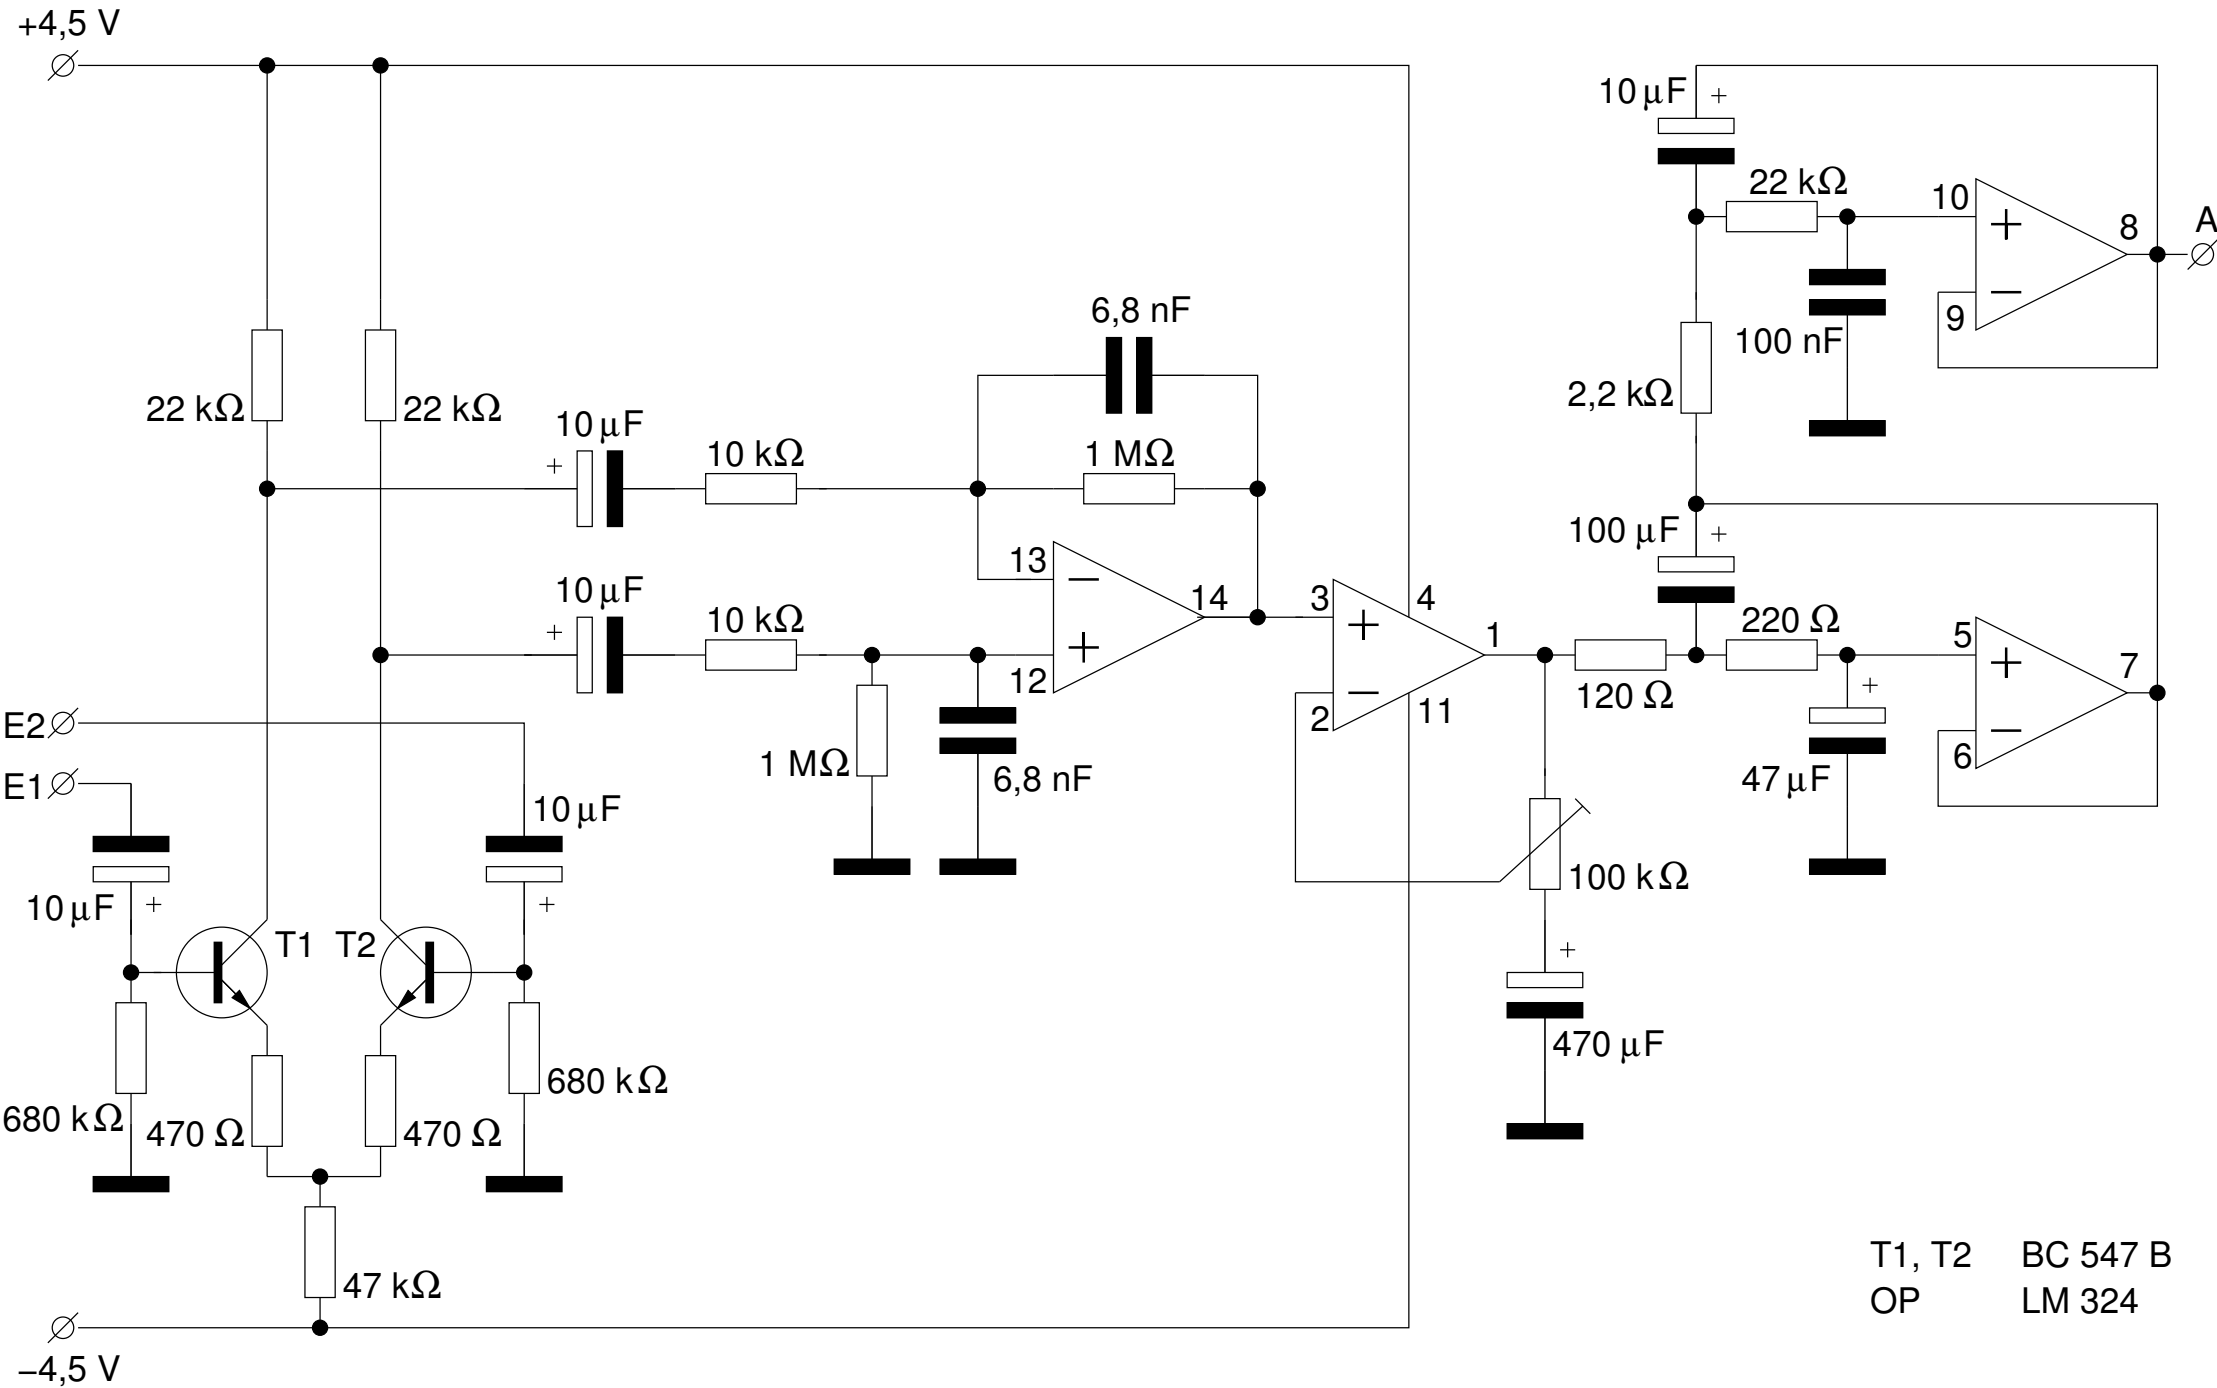 +4,5 V
10 µF
+
22 kΩ
10
+
8
A
−
9
100 nF
6,8 nF
2,2 kΩ
22 kΩ
22 kΩ
10 µF
+
10 kΩ
1 MΩ
100 µF
+
13
−
14
+
12
10 µF
+
10 kΩ
3
4
+
1
−
2
11
120 Ω
220 Ω
5
+
7
−
6
+
47 µF
1 MΩ
6,8 nF
E2
E1
10 µF
+
10 µF
+
100 kΩ
T1
T2
+
470 µF
680 kΩ
470 Ω
470 Ω
680 kΩ
47 kΩ
−4,5 V
T1, T2 BC 547 B
OP LM 324